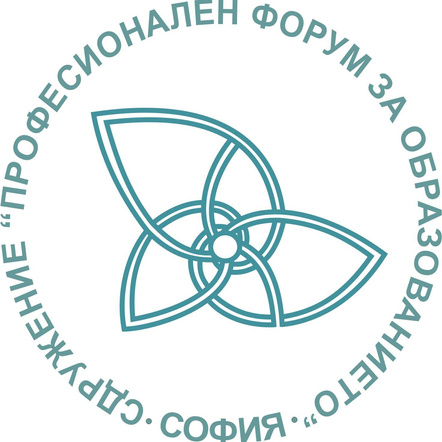 СДРУЖЕНИЕ "ПРОФЕСИОНАЛЕН ФОРУМ ЗА ОБРАЗОВАНИЕТО"
· СОФИЯ ·